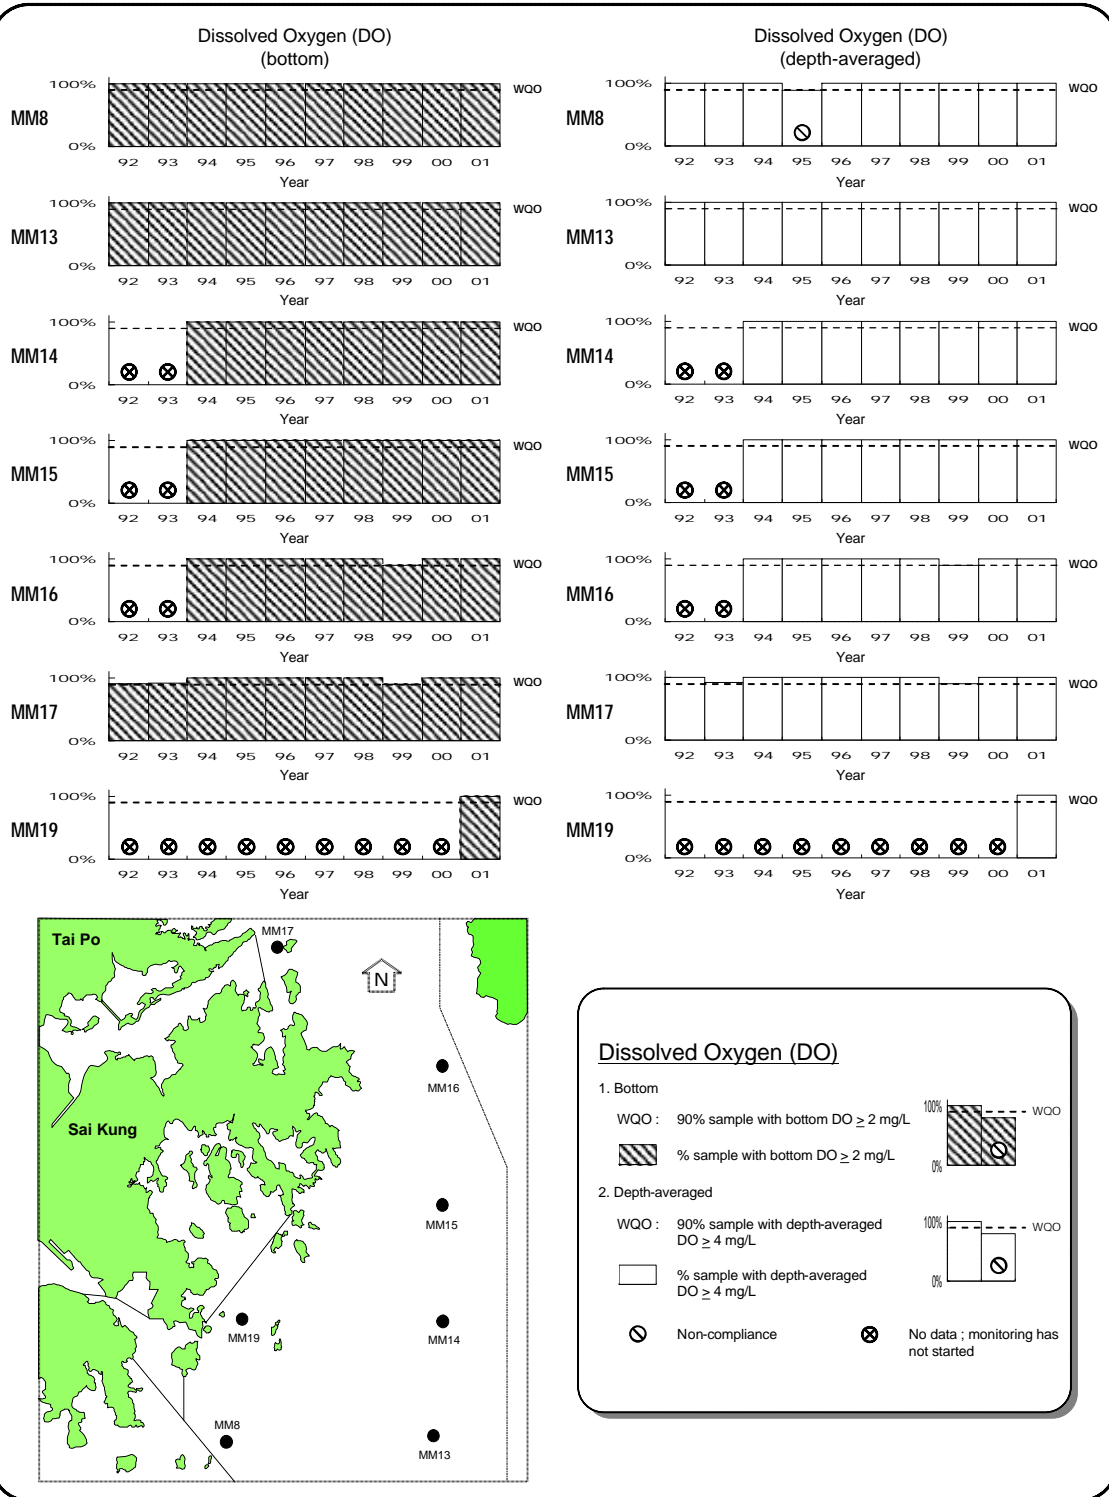 Dissolved Oxygen (DO)
(bottom)
100%
WQO
MM8
0%
92 93 94 95 96 97 98 99 00 01
Year
100%
WQO
MM13
0%
92 93 94 95 96 97 98 99 00 01
Year
100%
WQO
MM14
0%
92 93 94 95 96 97 98 99 00 01
Year
100%
WQO
MM15
0%
92 93 94 95 96 97 98 99 00 01
Year
100%
WQO
MM16
0%
92 93 94 95 96 97 98 99 00 01
Year
100%
WQO
MM17
0%
92 93 94 95 96 97 98 99 00 01
Year
100%
WQO
MM19
0%
92 93 94 95 96 97 98 99 00 01
Year
Dissolved Oxygen (DO)
(depth-averaged)
100%
WQO
MM8
0%
92 93 94 95 96 97 98 99 00 01
Year
100%
WQO
MM13
0%
92 93 94 95 96 97 98 99 00 01
Year
100%
WQO
MM14
0%
92 93 94 95 96 97 98 99 00 01
Year
100%
WQO
MM15
0%
92 93 94 95 96 97 98 99 00 01
Year
100%
WQO
MM16
0%
92 93 94 95 96 97 98 99 00 01
Year
100%
WQO
MM17
0%
92 93 94 95 96 97 98 99 00 01
Year
100%
WQO
MM19
0%
92 93 94 95 96 97 98 99 00 01
Year
Tai Po
MM17
N
MM16
Sai Kung
MM15
MM19
MM14
MM8
MM13
Dissolved Oxygen (DO)
1. Bottom
WQO : 90% sample with bottom DO ≥ 2 mg/L
% sample with bottom DO ≥ 2 mg/L
100%
WQO
0%
2. Depth-averaged
WQO : 90% sample with depth-averaged
DO ≥ 4 mg/L
% sample with depth-averaged
DO ≥ 4 mg/L
100%
WQO
0%
Non-compliance
No data ; monitoring has
not started